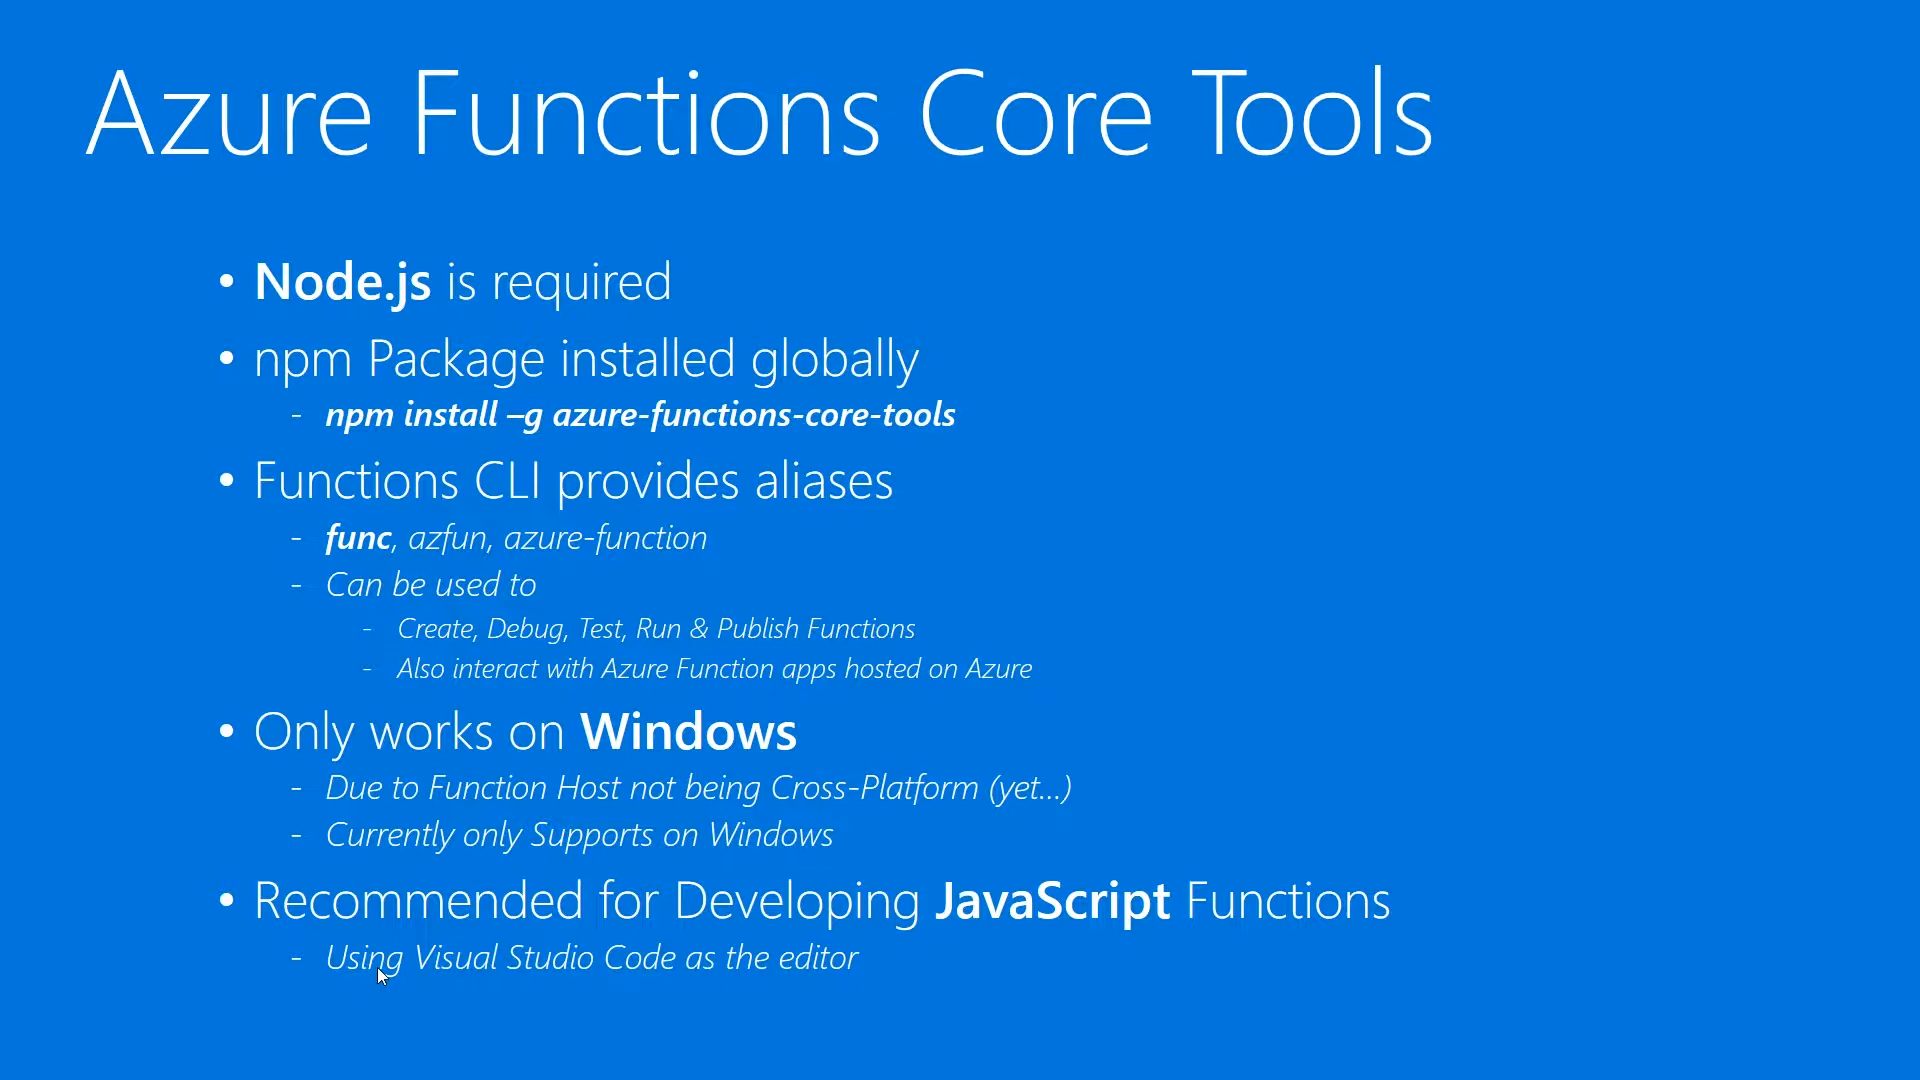 Azure Functions Core Tools
• Node.js is required
• npm Package installed globally
- npm install –g azure-functions-core-tools
• Functions CLI provides aliases
- func, azfun, azure-function
- Can be used to
- Create, Debug, Test, Run & Publish Functions
- Also interact with Azure Function apps hosted on Azure
• Only works on Windows
- Due to Function Host not being Cross-Platform (yet...)
- Currently only Supports on Windows
• Recommended for Developing JavaScript Functions
- Using Visual Studio Code as the editor